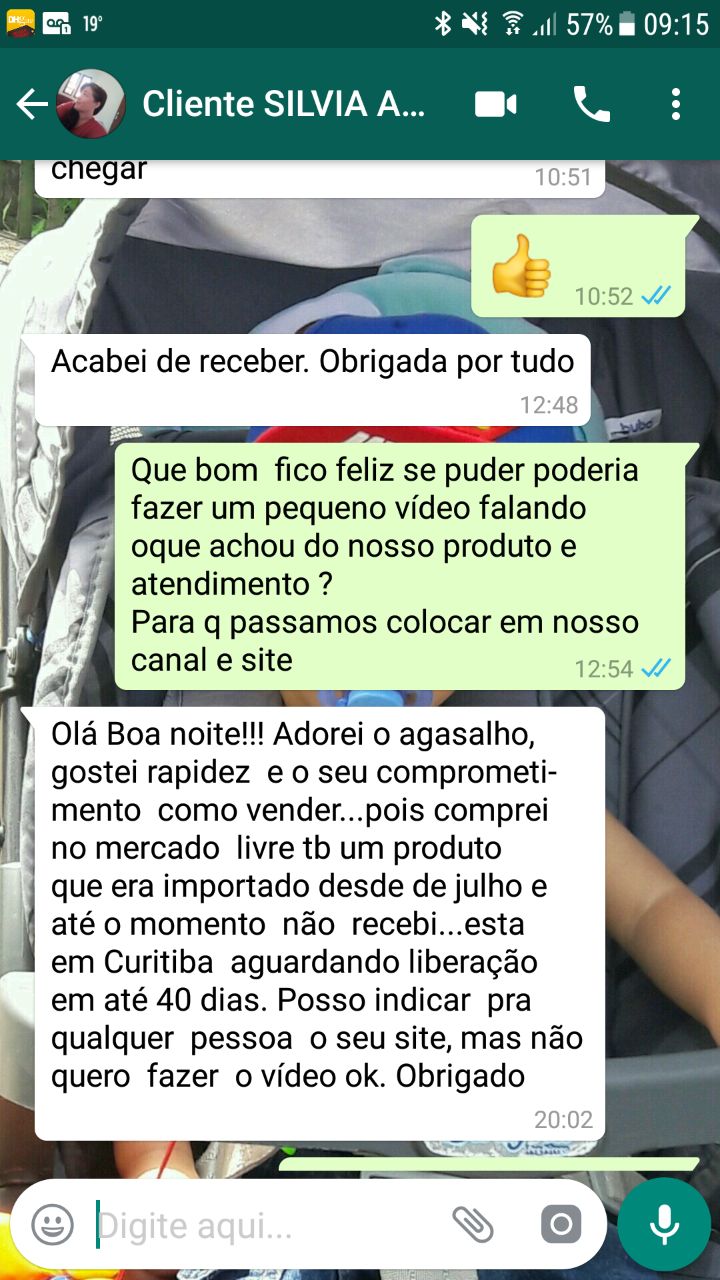 19°
57%
09:15
Cliente SILVIA A...
chegar
10:51
10:52
Acabei de receber. Obrigada por tudo
12:48
Que bom fico feliz se puder poderia
fazer um pequeno vídeo falando
oque achou do nosso produto e
atendimento ?
Para q passamos colocar em nosso
canal e site
12:54
Olá Boa noite!!! Adorei o agasalho,
gostei rapidez e o seu comprometi-
mento como vender...pois comprei
no mercado livre tb um produto
que era importado desde de julho e
até o momento não recebi...esta
em Curitiba aguardando liberação
em até 40 dias. Posso indicar pra
qualquer pessoa o seu site, mas não
quero fazer o vídeo ok. Obrigado
20:02
Digite aqui...